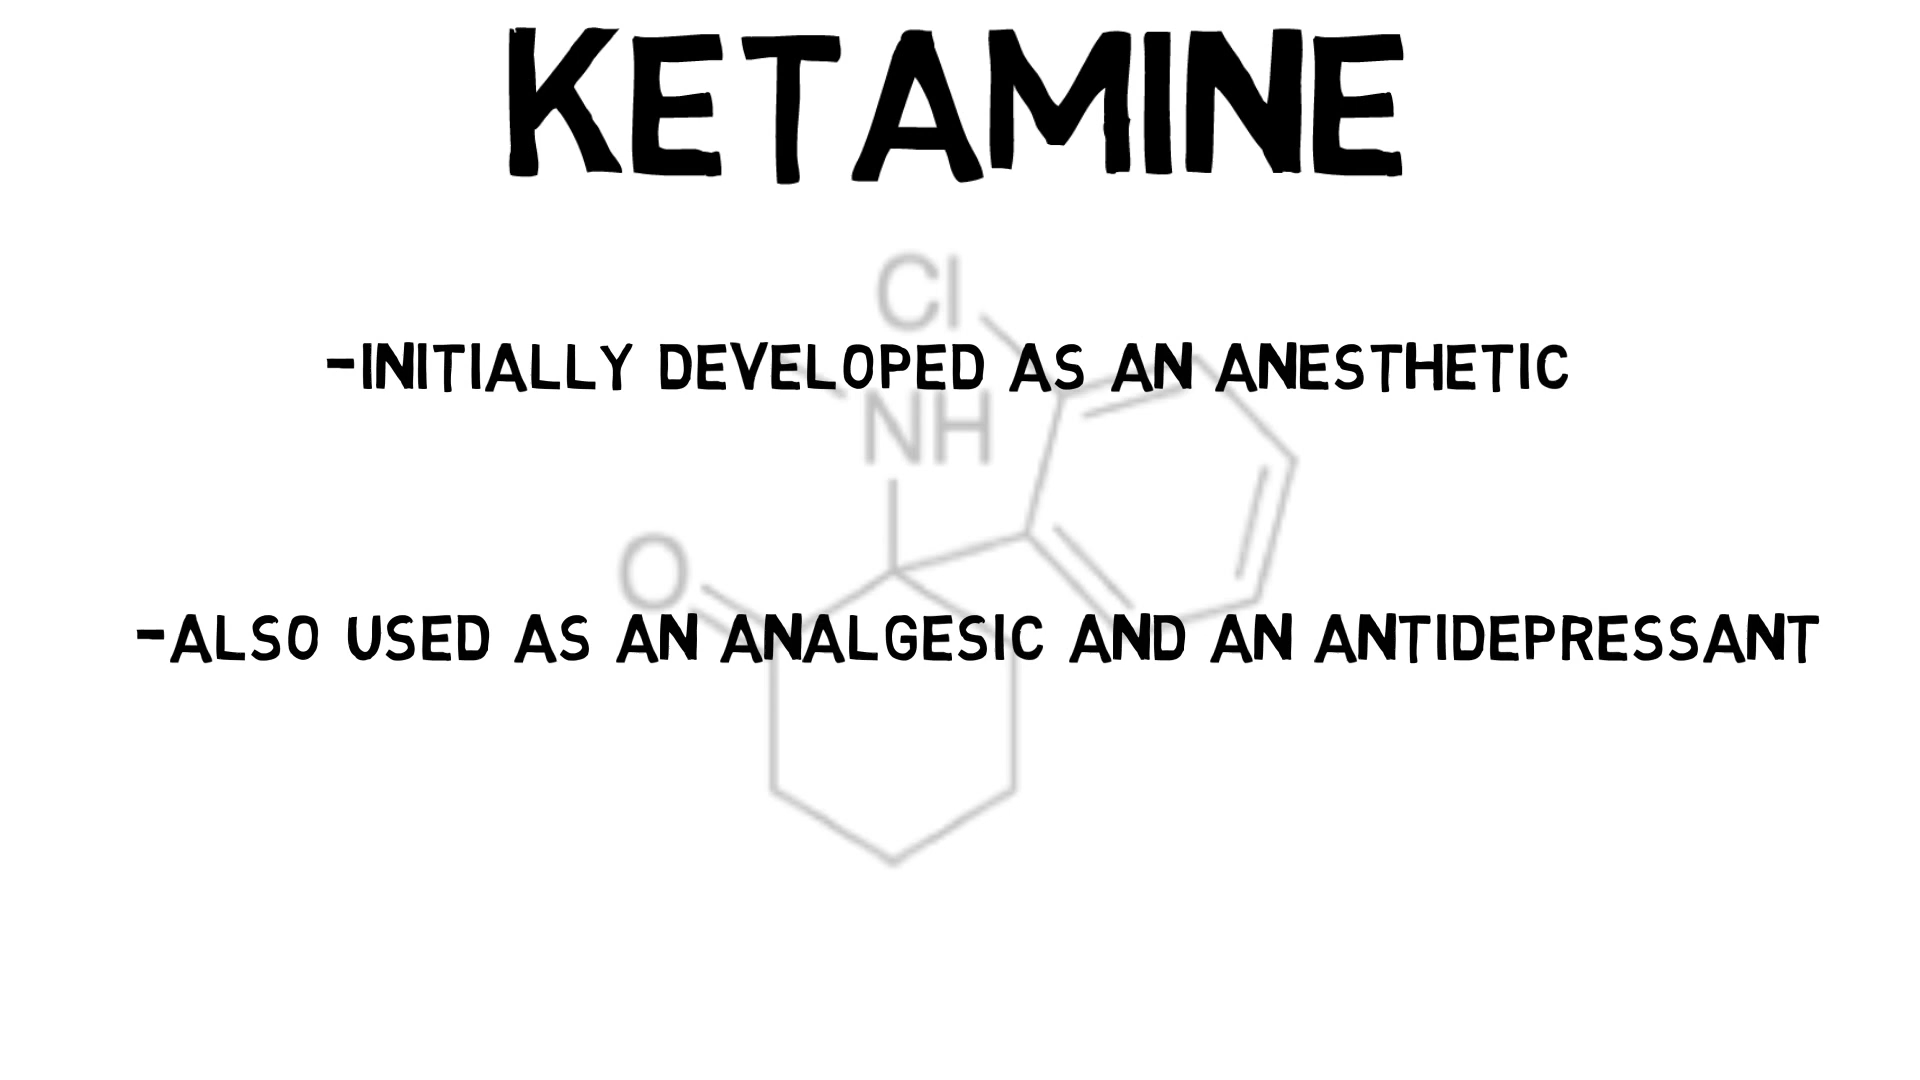 KETAMINE
Cl
-INITIALLY DEVELOPED AS AN ANESTHETIC
NH
O
-ALSO USED AS AN ANALGESIC AND AN ANTIDEPRESSANT